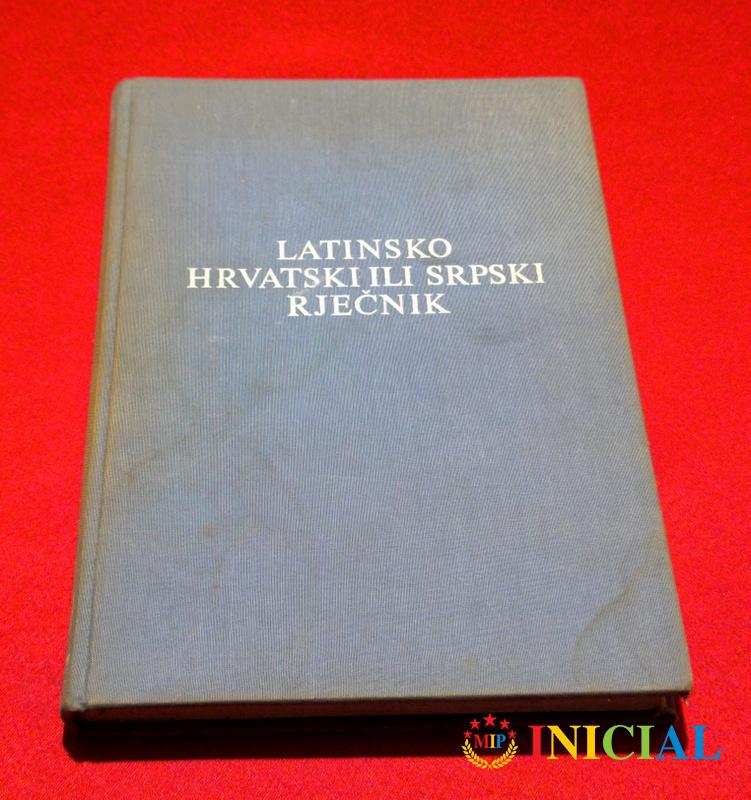 LATINSKO
HRVATSKI ILI SRPSKI
RJEČNIK
MIP INICIAL